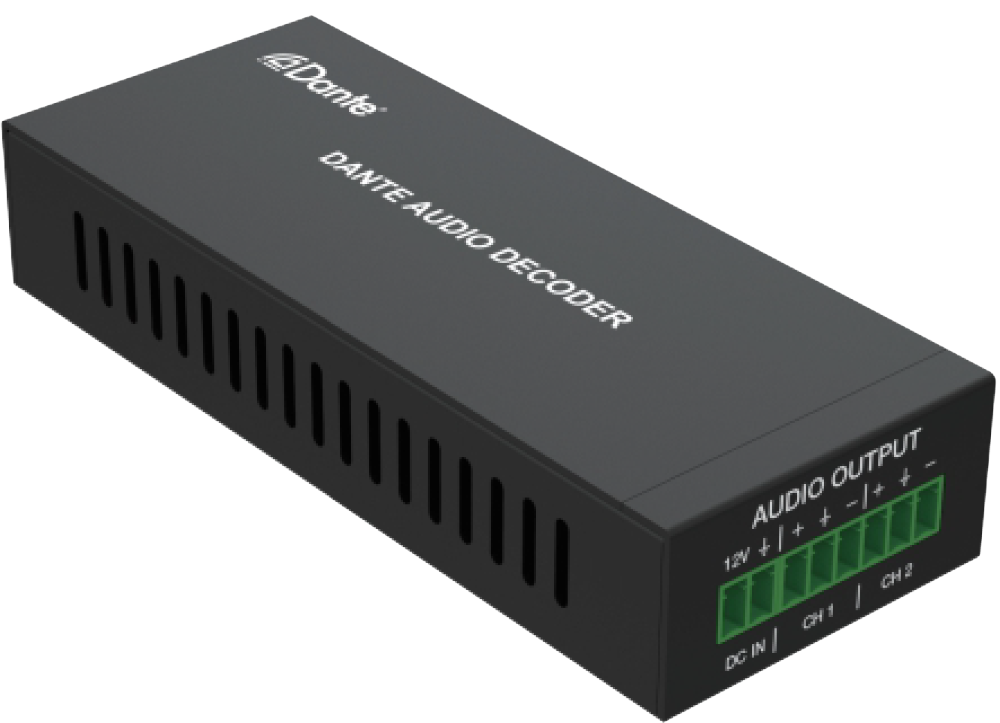 Dante®
DANTE AUDIO DECODER
AUDIO OUTPUT
12V ⏚ | + ⏚ − | + ⏚ −
DC IN | CH 1 | CH 2